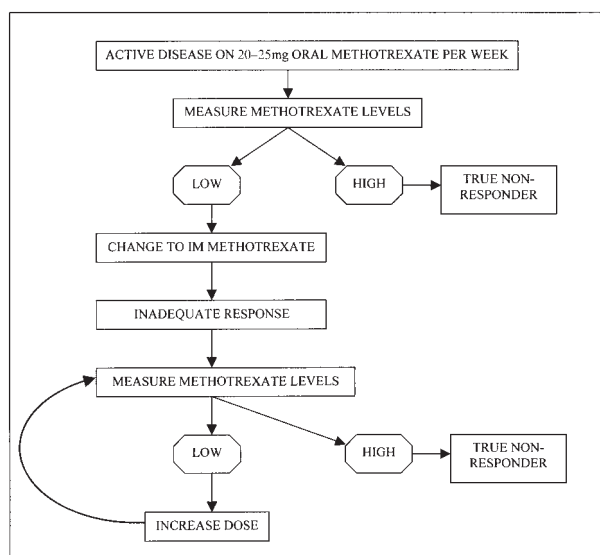 ACTIVE DISEASE ON 20–25mg ORAL METHOTREXATE PER WEEK
MEASURE METHOTREXATE LEVELS
LOW
HIGH
TRUE NON-
RESPONDER
CHANGE TO IM METHOTREXATE
INADEQUATE RESPONSE
MEASURE METHOTREXATE LEVELS
LOW
HIGH
TRUE NON-
RESPONDER
INCREASE DOSE